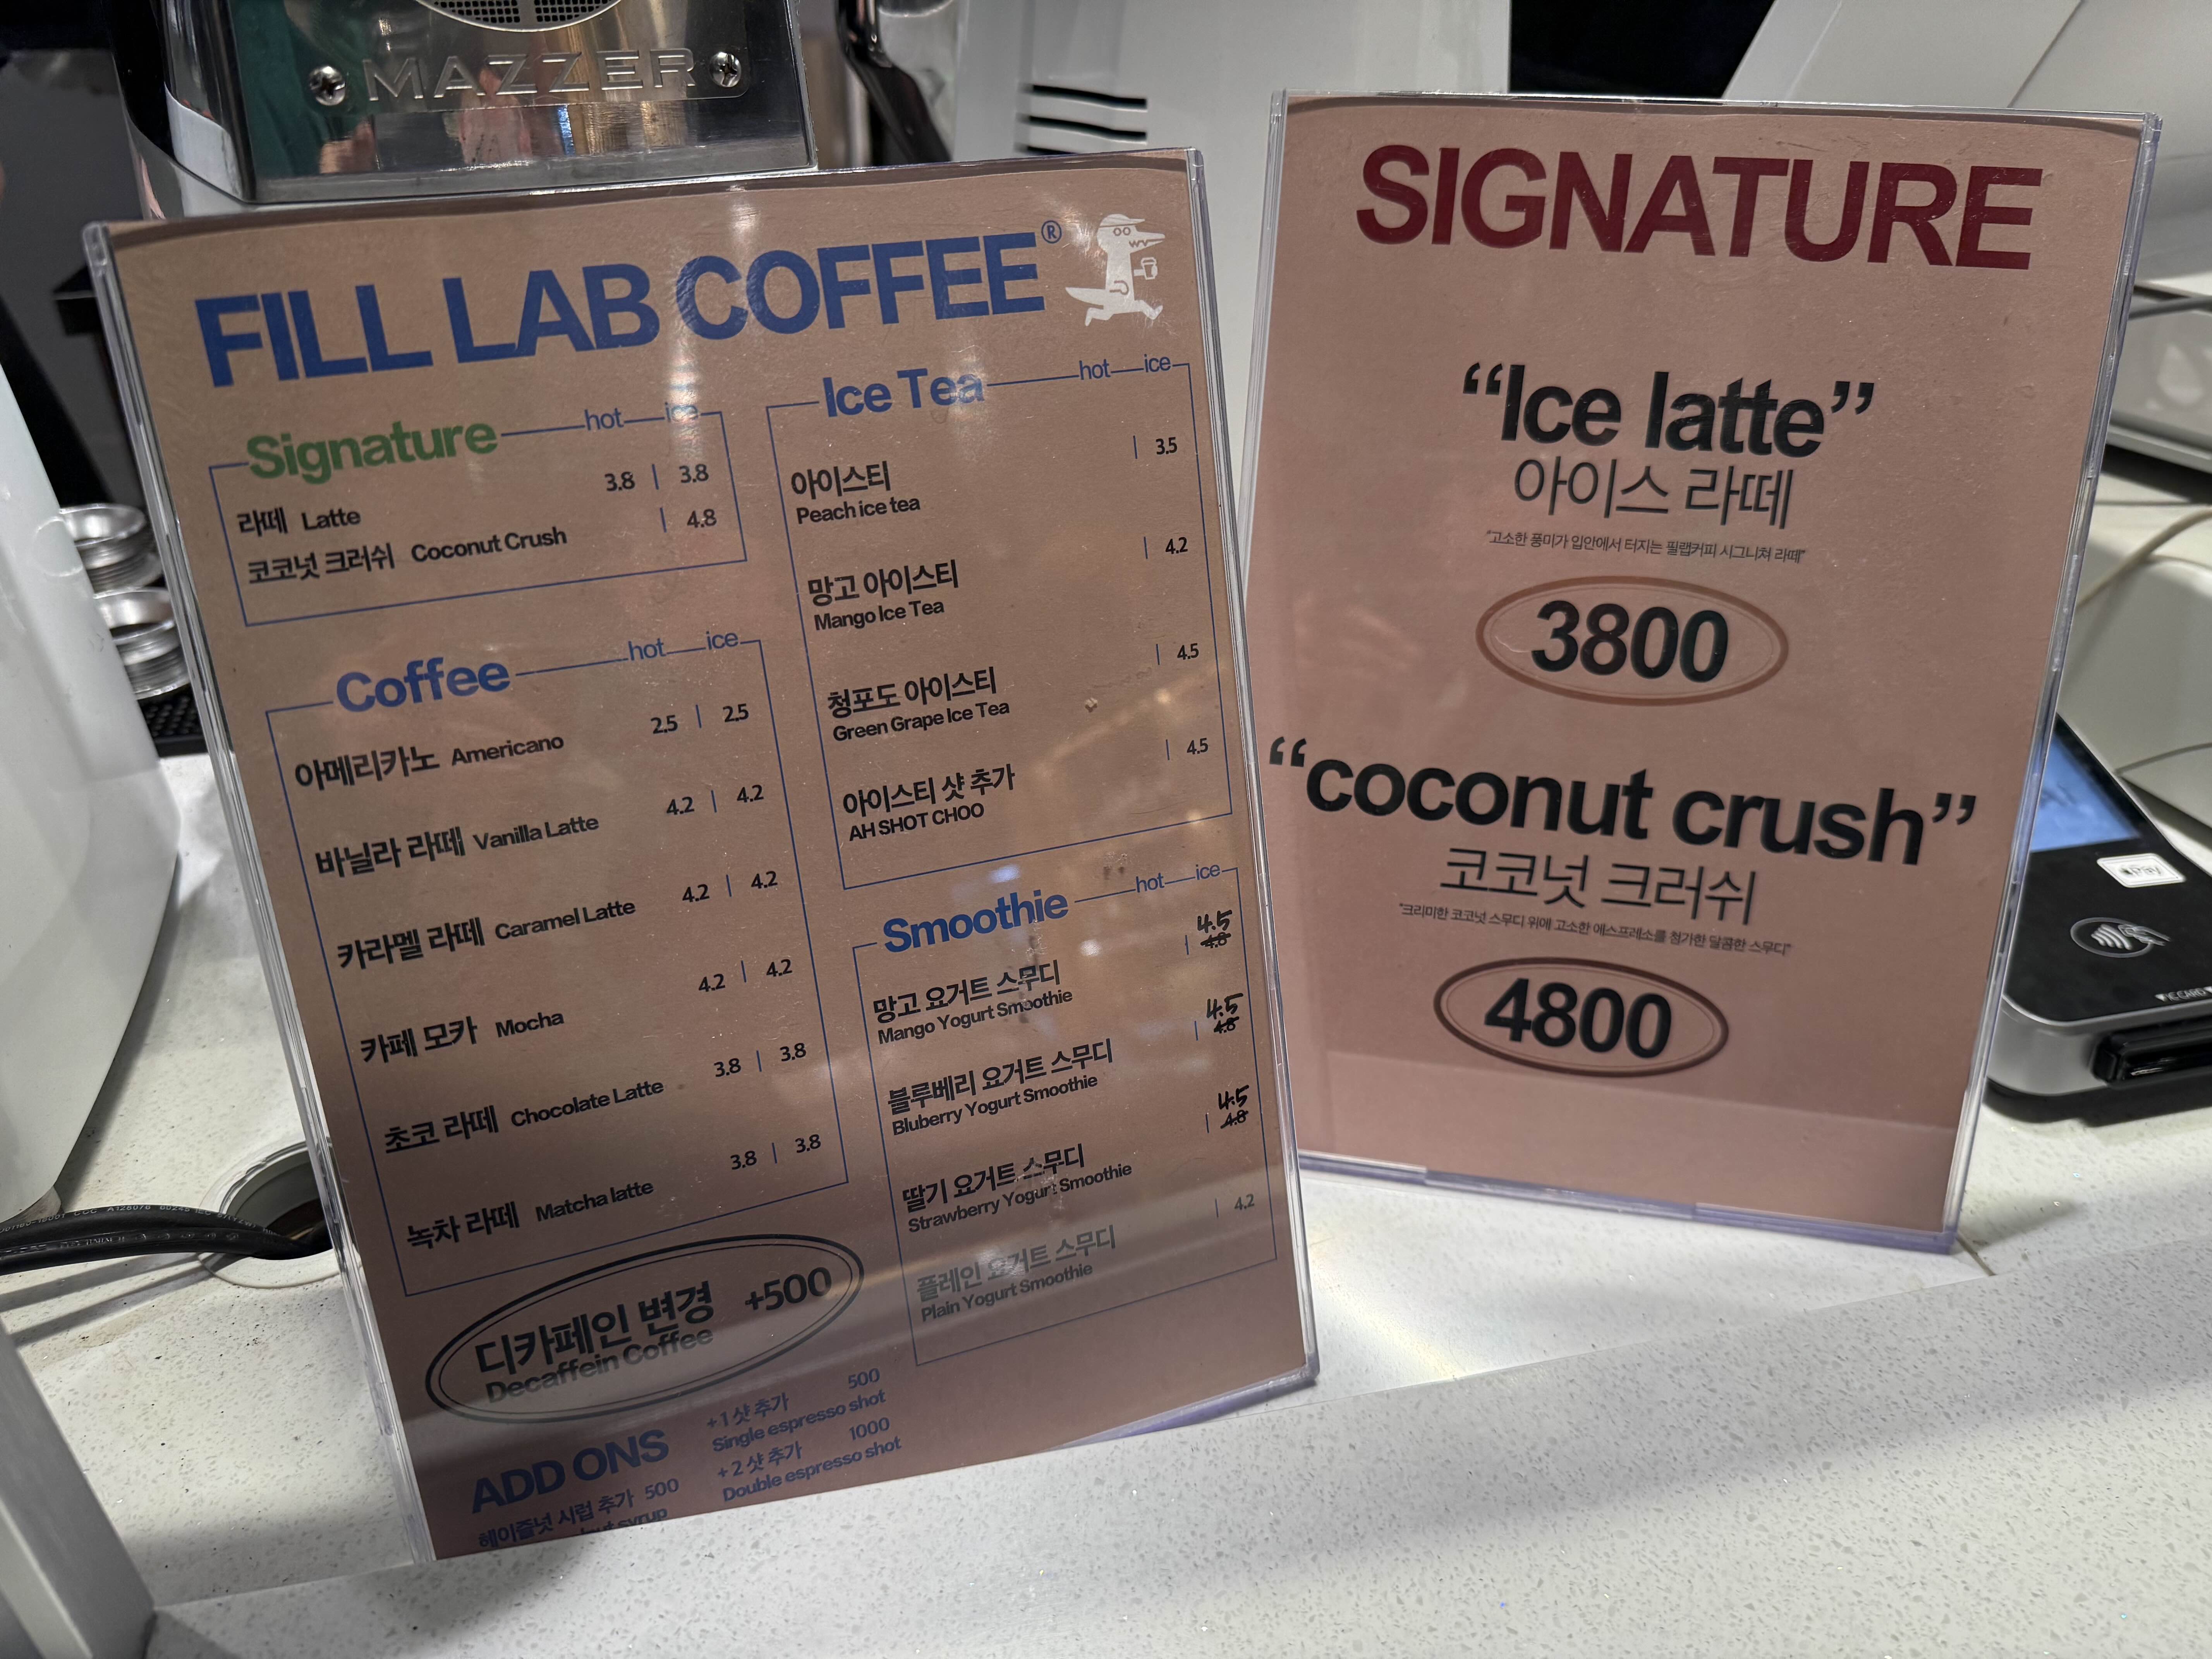 MAZZER
FILL LAB COFFEE®
Signature hot ice
라떼 Latte 3.8 | 3.8
코코넛 크러쉬 Coconut Crush | 4.8
Coffee hot ice
아메리카노 Americano 2.5 | 2.5
바닐라 라떼 Vanilla Latte 4.2 | 4.2
카라멜 라떼 Caramel Latte 4.2 | 4.2
카페 모카 Mocha 4.2 | 4.2
초코 라떼 Chocolate Latte 3.8 | 3.8
녹차 라떼 Matcha latte 3.8 | 3.8
디카페인 변경 +500
Decaffein Coffee
ADD ONS
헤이즐넛 시럽 추가 500
syrup
+1 샷 추가 500
Single espresso shot
+2 샷 추가 1000
Double espresso shot
Ice Tea hot ice
아이스티 | 3.5
Peach ice tea
망고 아이스티 | 4.2
Mango Ice Tea
청포도 아이스티 | 4.5
Green Grape Ice Tea
아이스티 샷 추가 | 4.5
AH SHOT CHOO
Smoothie hot ice
4.5
망고 요거트 스무디 | 4.8
Mango Yogurt Smoothie
4.5
블루베리 요거트 스무디 | 4.8
Bluberry Yogurt Smoothie
4.5
딸기 요거트 스무디 | 4.8
Strawberry Yogurt Smoothie
플레인 요거트 스무디 | 4.2
Plain Yogurt Smoothie
SIGNATURE
“Ice latte”
아이스 라떼
"고소한 풍미가 입안에서 터지는 필랩커피 시그니쳐 라떼"
3800
“coconut crush”
코코넛 크러쉬
"크리미한 코코넛 스무디 위에 고소한 에스프레소를 첨가한 달콤한 스무디"
4800
Pay
IC CARD